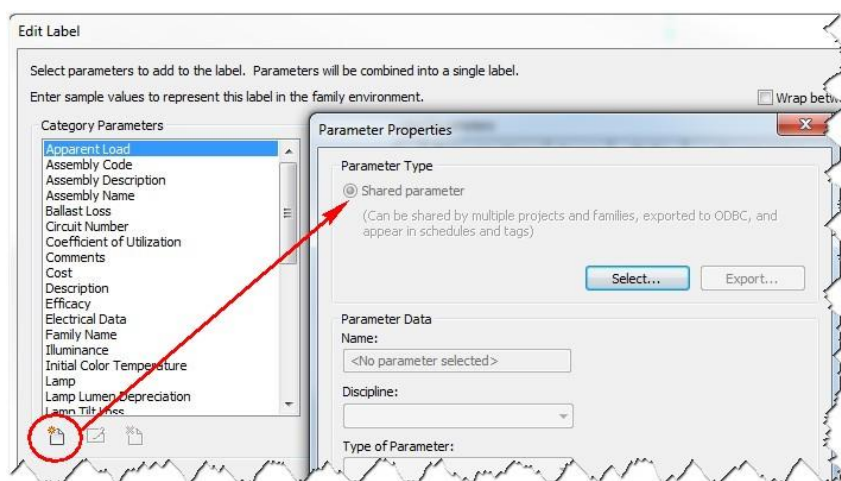 Edit Label
Select parameters to add to the label. Parameters will be combined into a single label.
Enter sample values to represent this label in the family environment.
Wrap betw
Category Parameters
Apparent Load
Assembly Code
Assembly Description
Assembly Name
Ballast Loss
Circuit Number
Coefficient of Utilization
Comments
Cost
Description
Efficacy
Electrical Data
Family Name
Illuminance
Initial Color Temperature
Lamp
Lamp Lumen Depreciation
Lamp Tilt Loss
Parameter Properties
Parameter Type
Shared parameter
(Can be shared by multiple projects and families, exported to ODBC, and
appear in schedules and tags)
Select...
Export...
Parameter Data
Name:
<No parameter selected>
Discipline:
Type of Parameter: